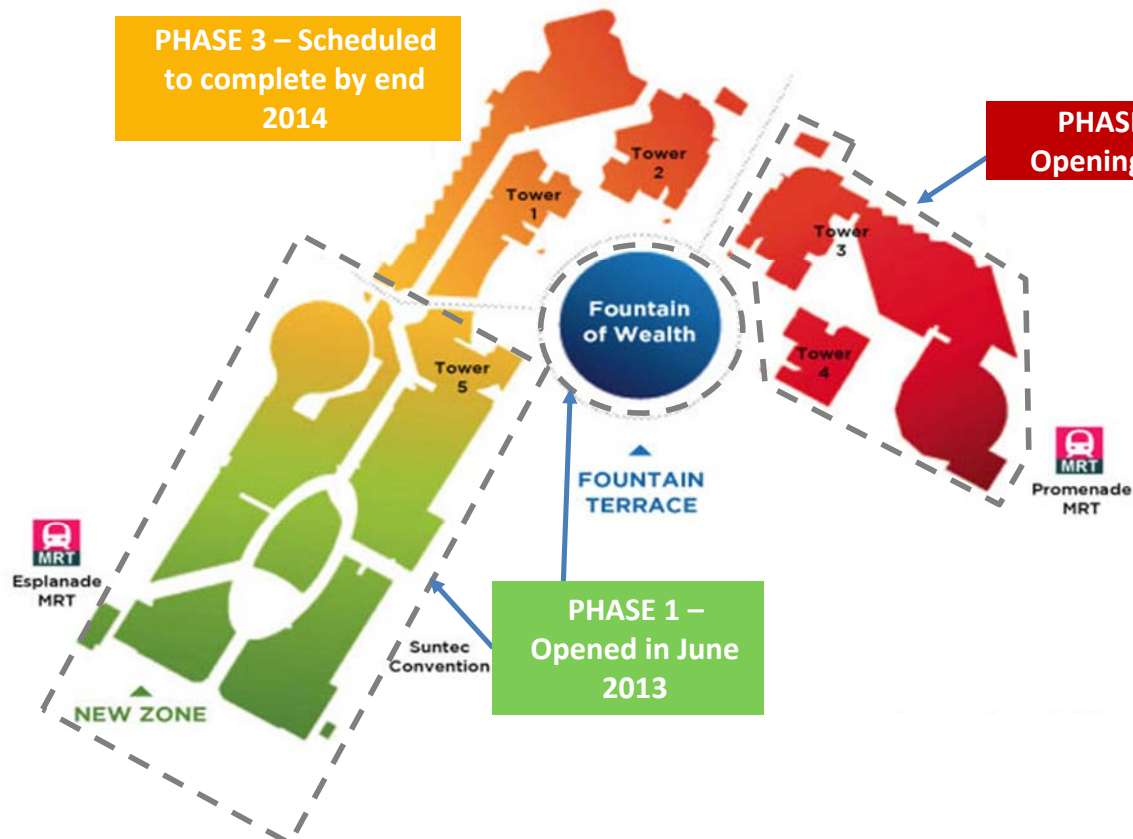 PHASE 3 – Scheduled
to complete by end
2014
Opening
Tower
2
Tower
1
Tower
3
Fountain
of Wealth
Tower
5
Tower
4
FOUNTAIN
TERRACE
MRT
Promenade
MRT
MRT
Esplanade
MRT
PHASE 1 –
Opened in June
2013
Suntec
Convention
NEW ZONE